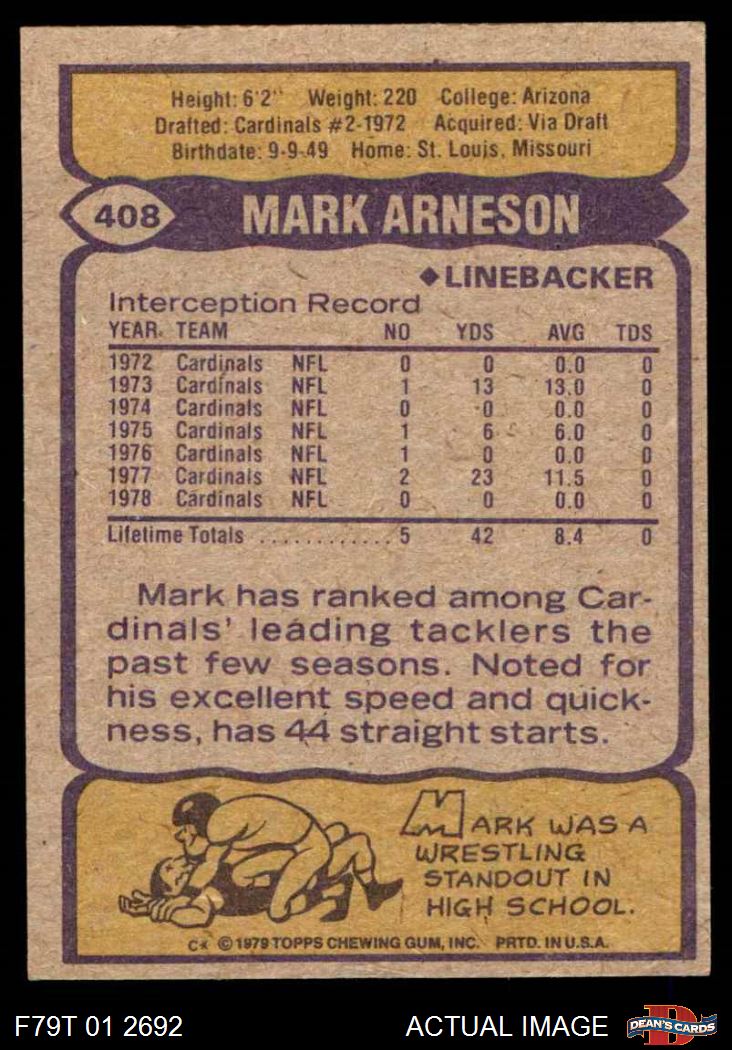 Height: 6'2" Weight: 220 College: Arizona
Drafted: Cardinals #2-1972 Acquired: Via Draft
Birthdate: 9-9-49 Home: St. Louis, Missouri
408 MARK ARNESON
◆LINEBACKER
Interception Record
YEAR TEAM NO YDS AVG TDS
1972 Cardinals NFL 0 0 0.0 0
1973 Cardinals NFL 1 13 13.0 0
1974 Cardinals NFL 0 0 0.0 0
1975 Cardinals NFL 1 6 6.0 0
1976 Cardinals NFL 1 0 0.0 0
1977 Cardinals NFL 2 23 11.5 0
1978 Cardinals NFL 0 0 0.0 0
Lifetime Totals ............ 5 42 8.4 0
Mark has ranked among Car-
dinals' leading tacklers the
past few seasons. Noted for
his excellent speed and quick-
ness, has 44 straight starts.
MARK WAS A
WRESTLING
STANDOUT IN
HIGH SCHOOL.
C* © 1979 TOPPS CHEWING GUM, INC. PRTD. IN U.S.A.
F79T 01 2692 ACTUAL IMAGE D DEAN'S CARDS